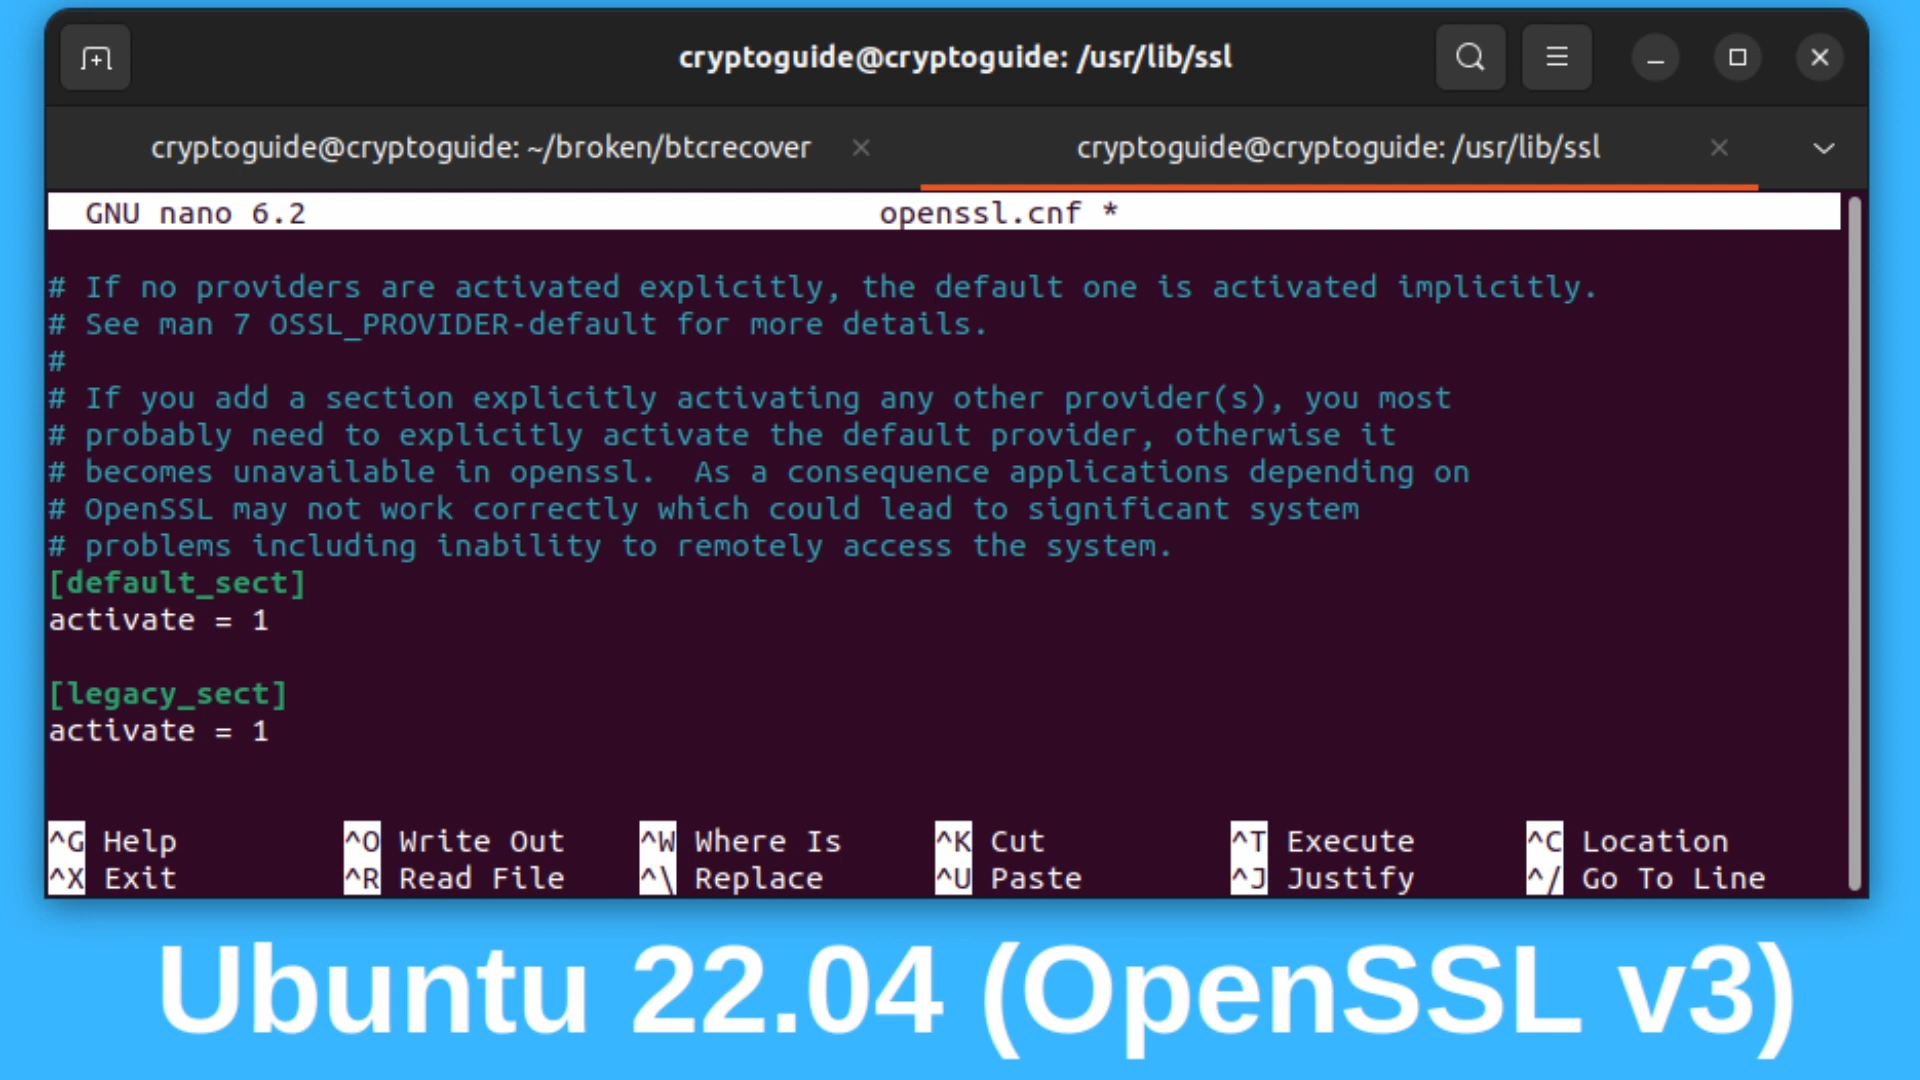 cryptoguide@cryptoguide: /usr/lib/ssl
cryptoguide@cryptoguide: ~/broken/btcrecover
cryptoguide@cryptoguide: /usr/lib/ssl
GNU nano 6.2 openssl.cnf *
# If no providers are activated explicitly, the default one is activated implicitly.
# See man 7 OSSL_PROVIDER-default for more details.
#
# If you add a section explicitly activating any other provider(s), you most
# probably need to explicitly activate the default provider, otherwise it
# becomes unavailable in openssl.  As a consequence applications depending on
# OpenSSL may not work correctly which could lead to significant system
# problems including inability to remotely access the system.
[default_sect]
activate = 1
[legacy_sect]
activate = 1
^G Help ^O Write Out ^W Where Is ^K Cut ^T Execute ^C Location
^X Exit ^R Read File ^\ Replace ^U Paste ^J Justify ^/ Go To Line
Ubuntu 22.04 (OpenSSL v3)